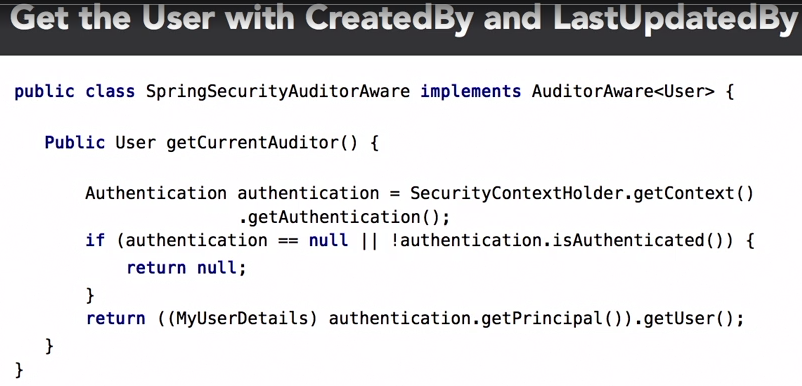 Get the User with CreatedBy and LastUpdatedBy
public class SpringSecurityAuditorAware implements AuditorAware<User> {
Public User getCurrentAuditor() {
Authentication authentication = SecurityContextHolder.getContext()
.getAuthentication();
if (authentication == null || !authentication.isAuthenticated()) {
return null;
}
return ((MyUserDetails) authentication.getPrincipal()).getUser();
}
}